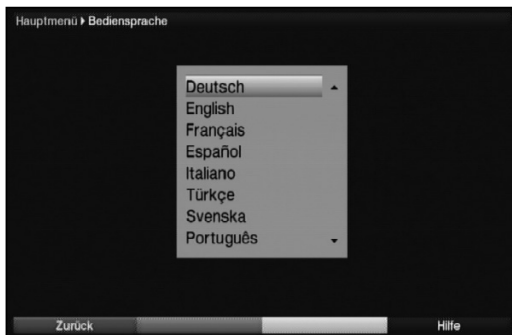 Hauptmenü ▸ Bediensprache
Deutsch
English
Français
Español
Italiano
Türkçe
Svenska
Português
Zurück Hilfe